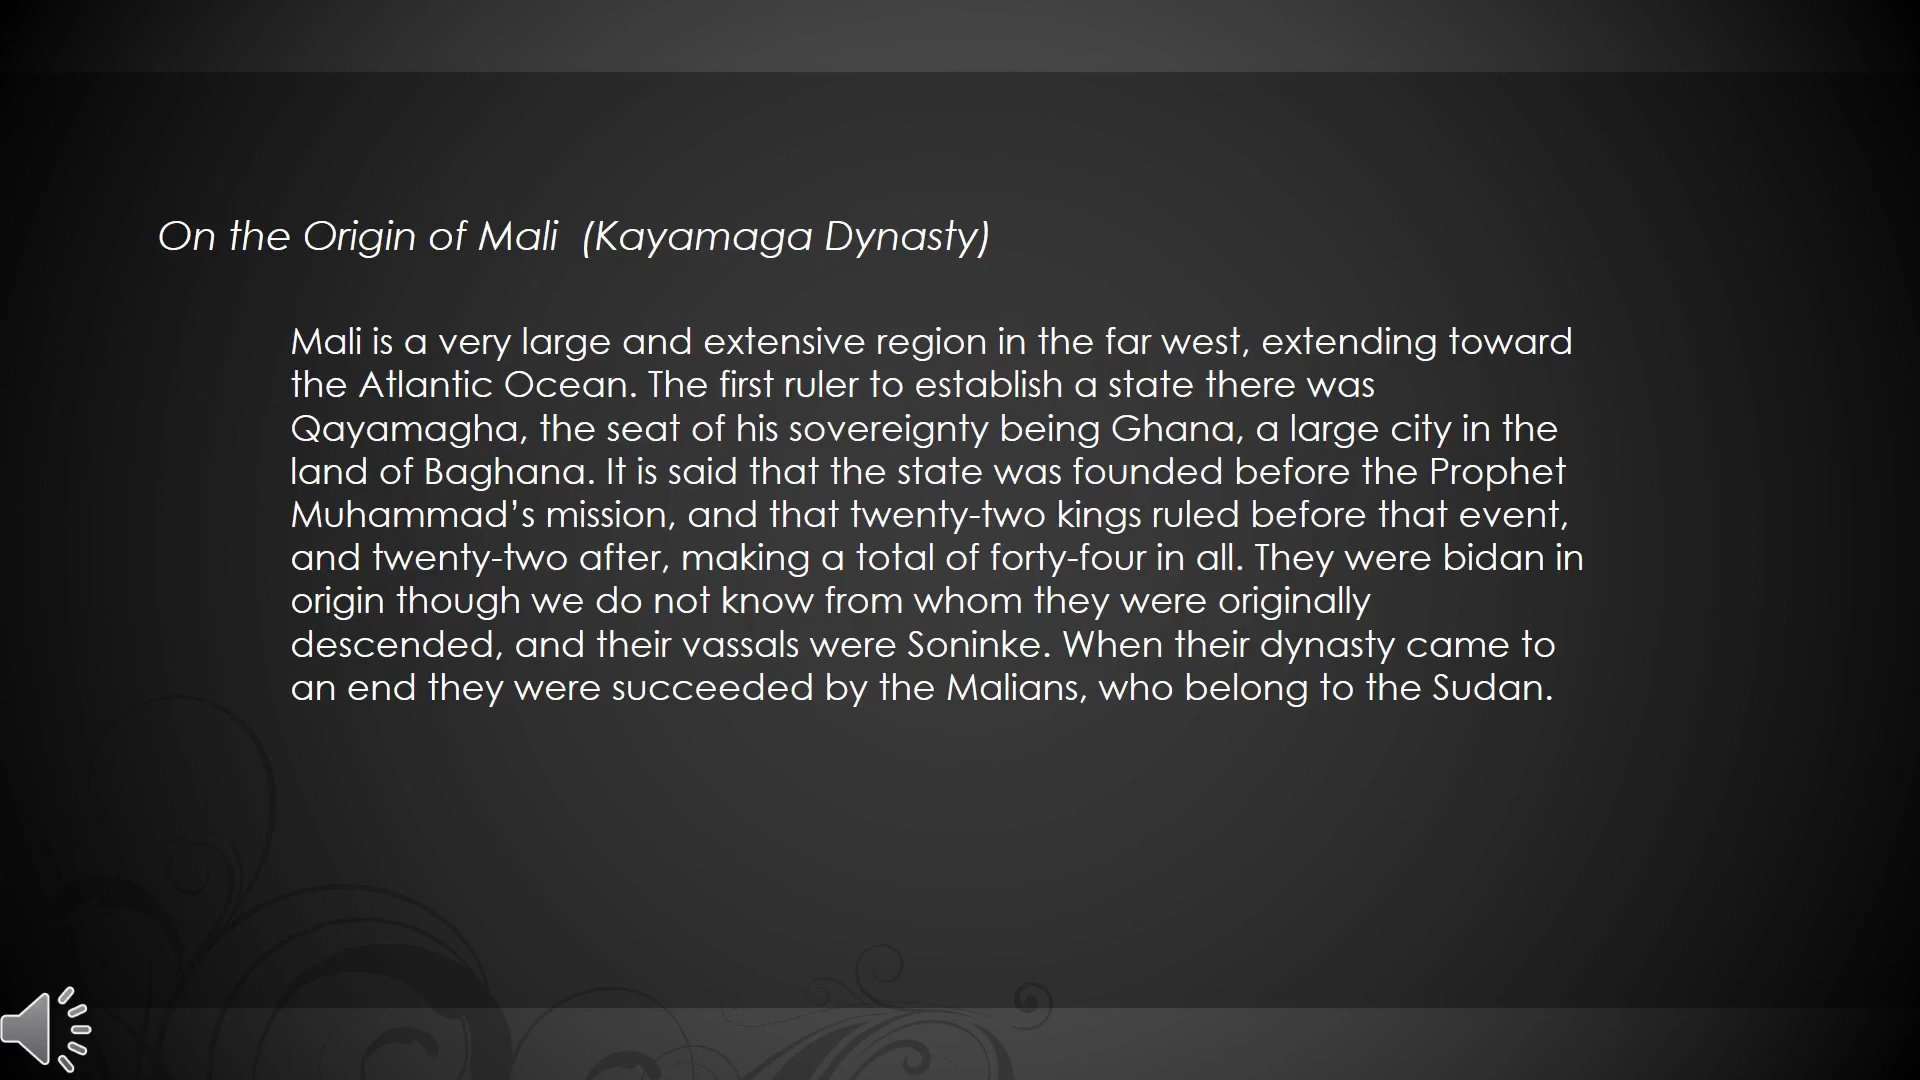 On the Origin of Mali  (Kayamaga Dynasty)
Mali is a very large and extensive region in the far west, extending toward
the Atlantic Ocean. The first ruler to establish a state there was
Qayamagha, the seat of his sovereignty being Ghana, a large city in the
land of Baghana. It is said that the state was founded before the Prophet
Muhammad’s mission, and that twenty-two kings ruled before that event,
and twenty-two after, making a total of forty-four in all. They were bidan in
origin though we do not know from whom they were originally
descended, and their vassals were Soninke. When their dynasty came to
an end they were succeeded by the Malians, who belong to the Sudan.